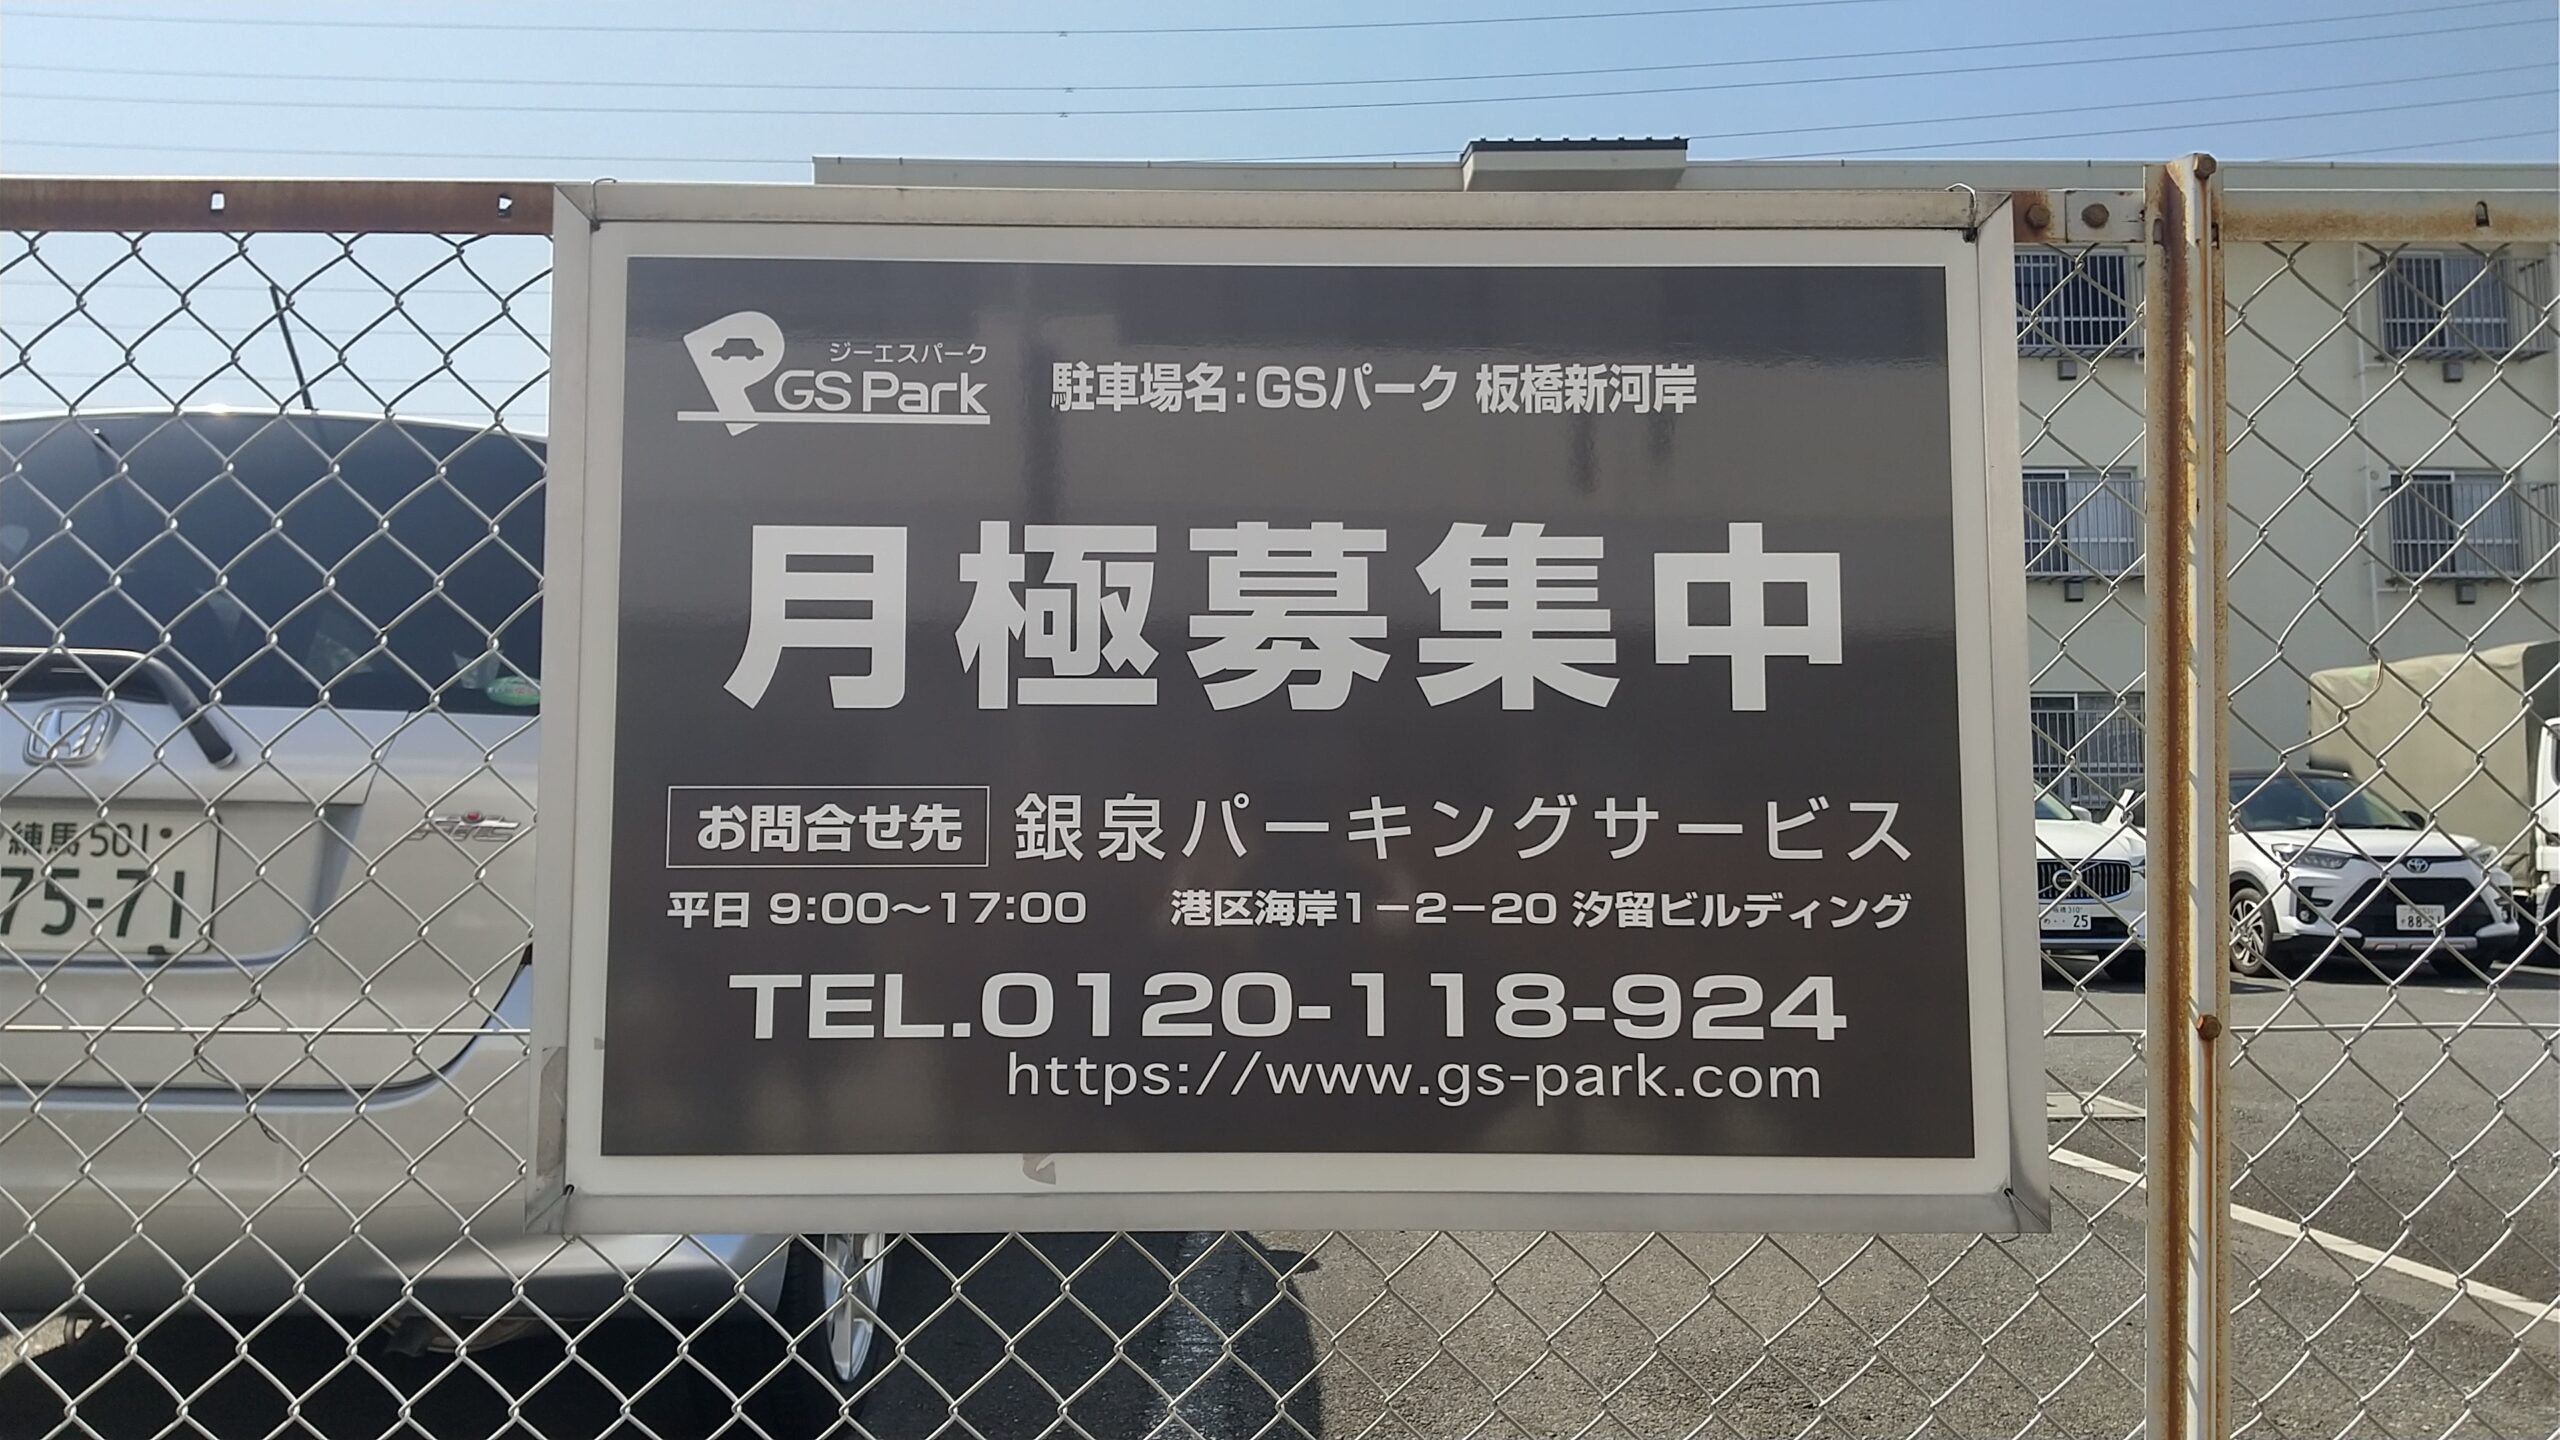 ジーエスパーク
GS Park
駐車場名:GSパーク 板橋新河岸
月極募集中
お問合せ先 銀泉パーキングサービス
平日 9:00〜17:00 港区海岸1-2-20 汐留ビルディング
TEL.0120-118-924
https://www.gs-park.com
練馬 501
75-71
Fit
25